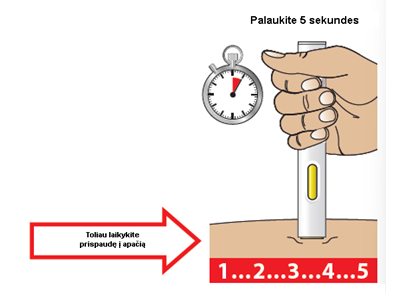 Palaukite 5 sekundes
Toliau laikykite
prispaudę į apačią
1...2...3...4...5